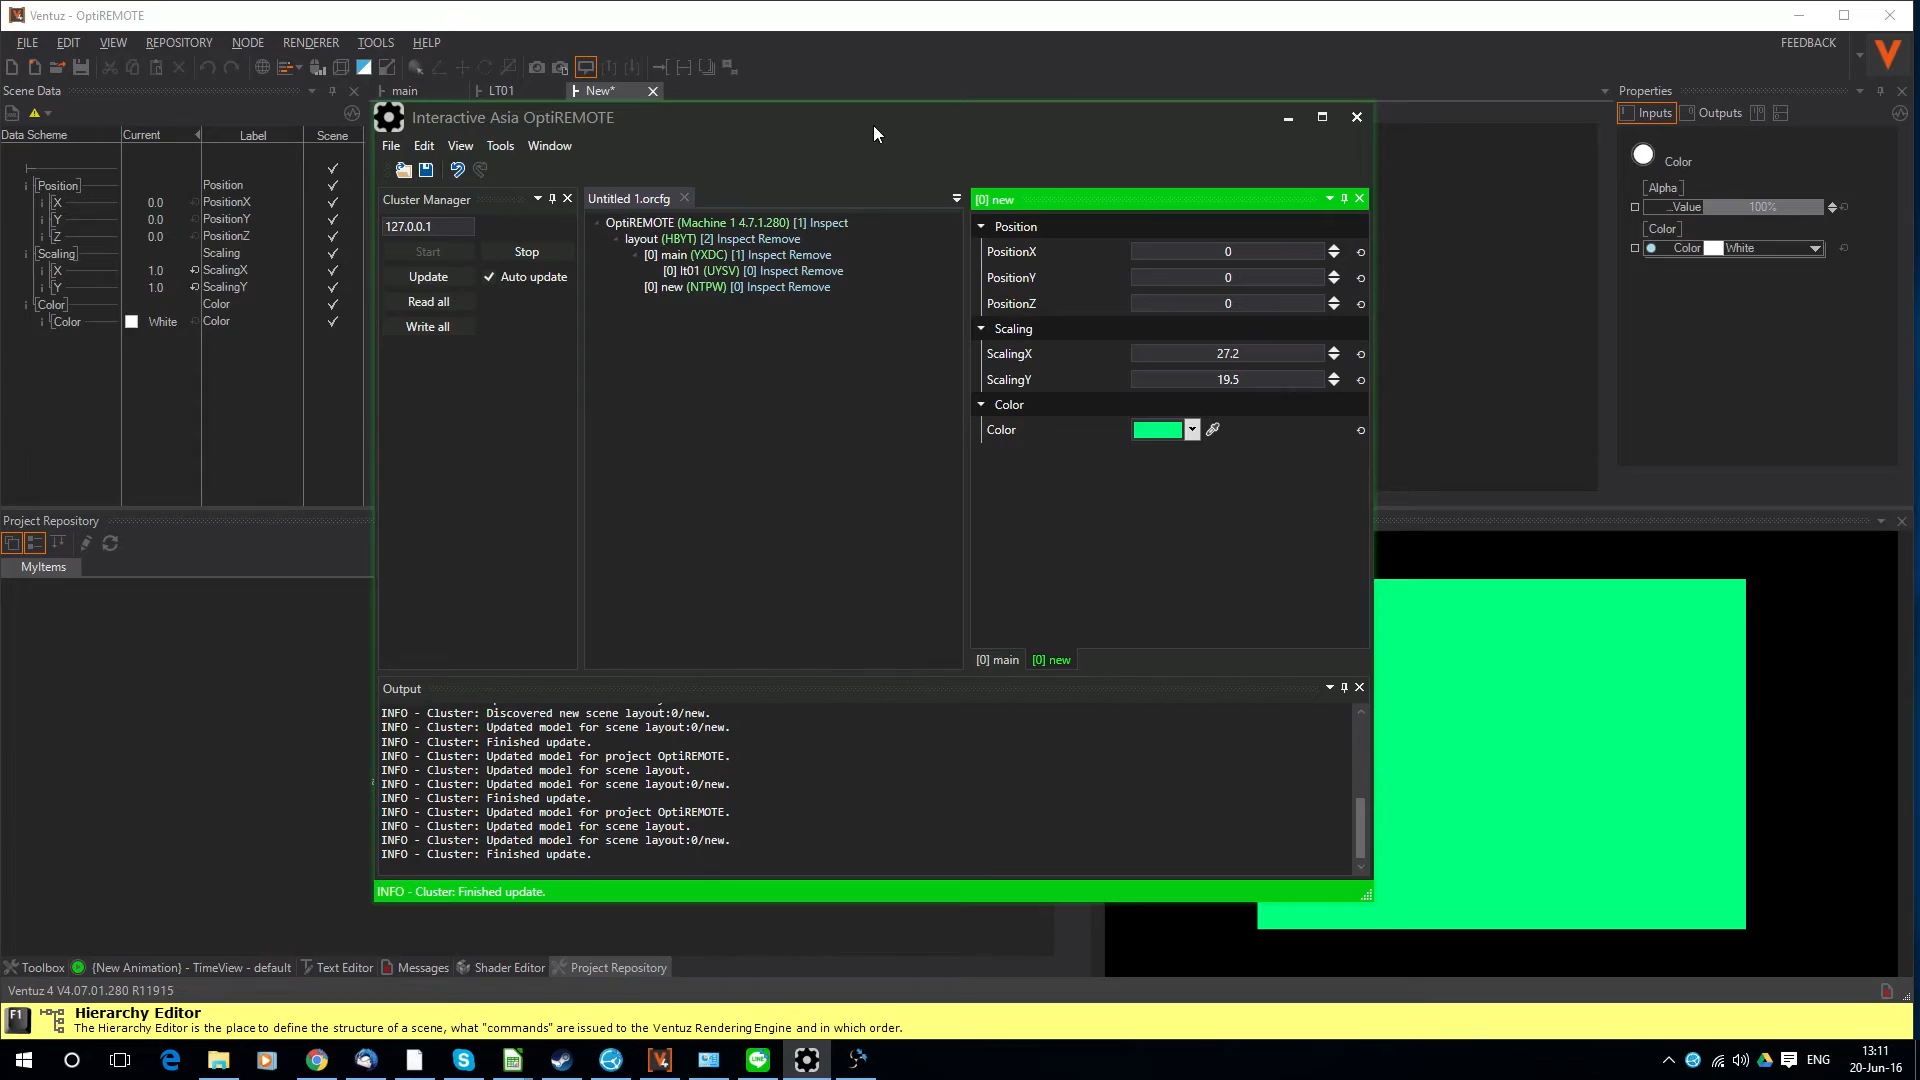 Ventuz - OptiREMOTE
FILE EDIT VIEW REPOSITORY NODE RENDERER TOOLS HELP
FEEDBACK
Scene Data
main
LT01
New*
Properties
Inputs
Outputs
Data Scheme Current Label Scene
[Position] Position
[X 0.0 PositionX
[Y 0.0 PositionY
[Z 0.0 PositionZ
[Scaling] Scaling
[X 1.0 ScalingX
[Y 1.0 ScalingY
[Color] Color
[Color White Color
Color
[Alpha]
_.Value 100%
[Color]
Color White
Interactive Asia OptiREMOTE
File Edit View Tools Window
Cluster Manager
127.0.0.1
Start Stop
Update Auto update
Read all
Write all
Untitled 1.orcfg
OptiREMOTE (Machine 1 4.7.1.280) [1] Inspect
layout (HBYT) [2] Inspect Remove
[0] main (YXDC) [1] Inspect Remove
[0] lt01 (UYSV) [0] Inspect Remove
[0] new (NTPW) [0] Inspect Remove
[0] new
Position
PositionX 0
PositionY 0
PositionZ 0
Scaling
ScalingX 27.2
ScalingY 19.5
Color
Color
[0] main [0] new
Output
INFO - Cluster: Discovered new scene layout:0/new.
INFO - Cluster: Updated model for scene layout:0/new.
INFO - Cluster: Finished update.
INFO - Cluster: Updated model for project OptiREMOTE.
INFO - Cluster: Updated model for scene layout.
INFO - Cluster: Updated model for scene layout:0/new.
INFO - Cluster: Finished update.
INFO - Cluster: Updated model for project OptiREMOTE.
INFO - Cluster: Updated model for scene layout.
INFO - Cluster: Updated model for scene layout:0/new.
INFO - Cluster: Finished update.
INFO - Cluster: Finished update.
Project Repository
MyItems
Toolbox {New Animation} - TimeView - default Text Editor Messages Shader Editor Project Repository
Ventuz 4 V4.07.01.280 R11915
F1
Hierarchy Editor
The Hierarchy Editor is the place to define the structure of a scene, what "commands" are issued to the Ventuz Rendering Engine and in which order.
ENG
13:11
20-Jun-16